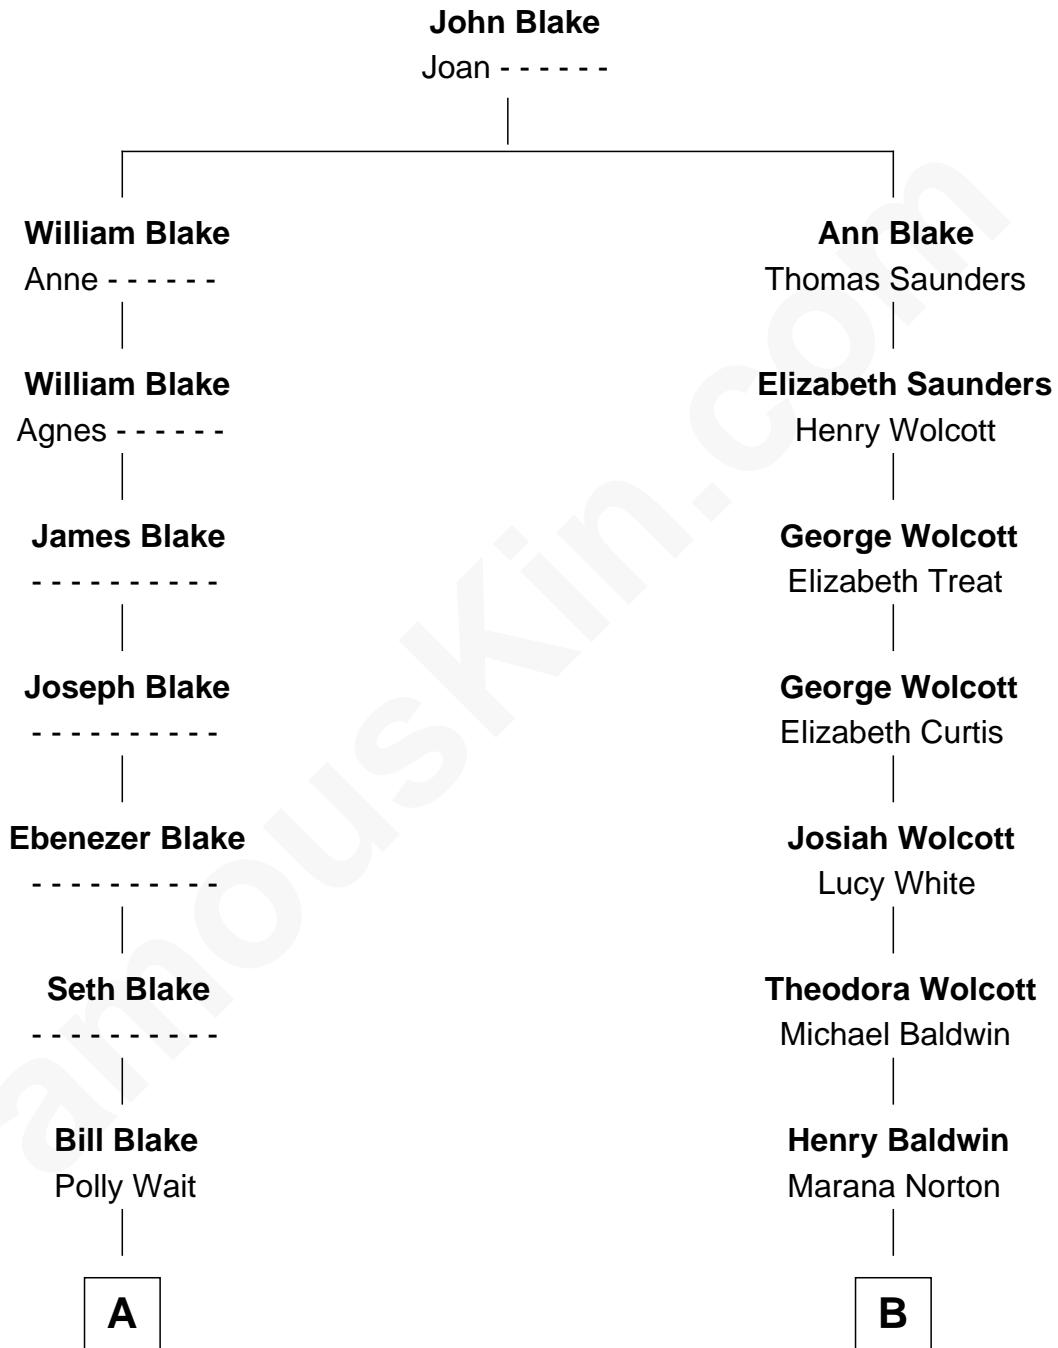 John Blake
Joan - - - - - -
William Blake
Anne - - - - - -
Ann Blake
Thomas Saunders
William Blake
Agnes - - - - - -
Elizabeth Saunders
Henry Wolcott
James Blake
- - - - - - - - - -
George Wolcott
Elizabeth Treat
Joseph Blake
- - - - - - - - - -
George Wolcott
Elizabeth Curtis
Ebenezer Blake
- - - - - - - - - -
Josiah Wolcott
Lucy White
Seth Blake
- - - - - - - - - -
Theodora Wolcott
Michael Baldwin
Bill Blake
Polly Wait
Henry Baldwin
Marana Norton
A
B
amousKin.com